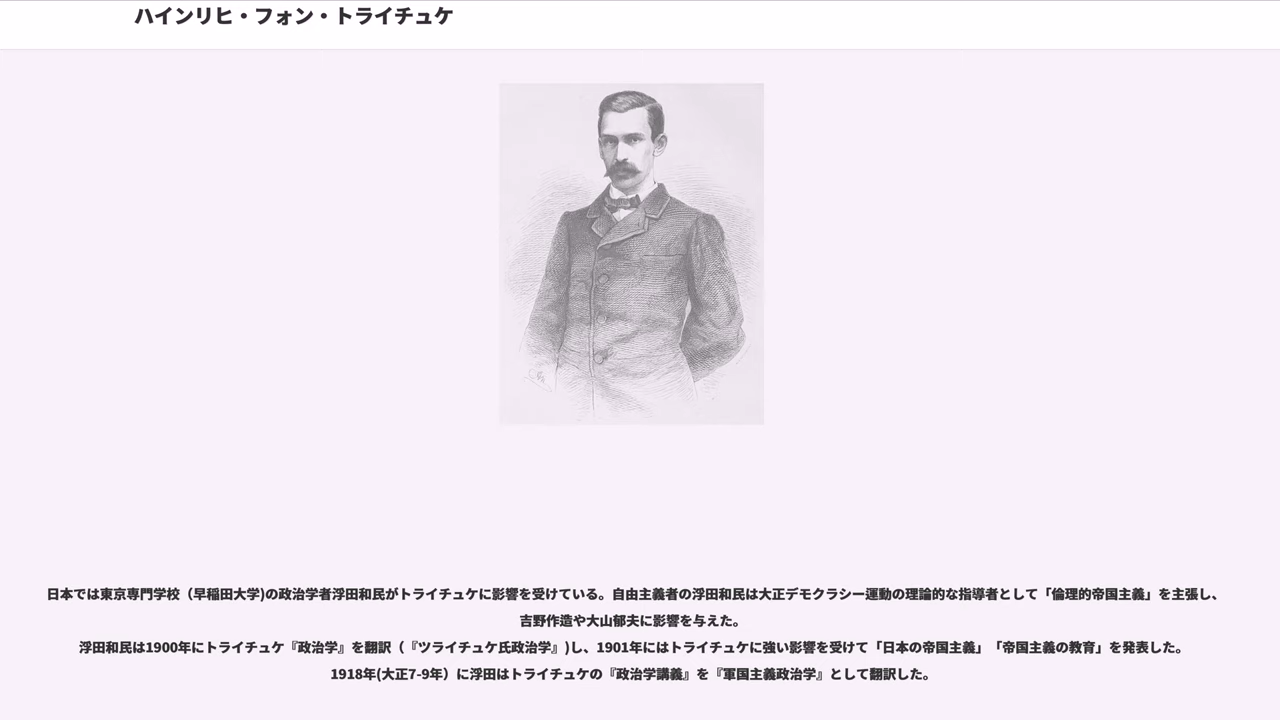 ハインリヒ・フォン・トライチュケ
日本では東京専門学校（早稲田大学)の政治学者浮田和民がトライチュケに影響を受けている。自由主義者の浮田和民は大正デモクラシー運動の理論的な指導者として「倫理的帝国主義」を主張し、
吉野作造や大山郁夫に影響を与えた。
浮田和民は1900年にトライチュケ『政治学』を翻訳（『ツライチュケ氏政治学』)し、1901年にはトライチュケに強い影響を受けて「日本の帝国主義」「帝国主義の教育」を発表した。
1918年(大正7-9年）に浮田はトライチュケの『政治学講義』を『軍国主義政治学』として翻訳した。